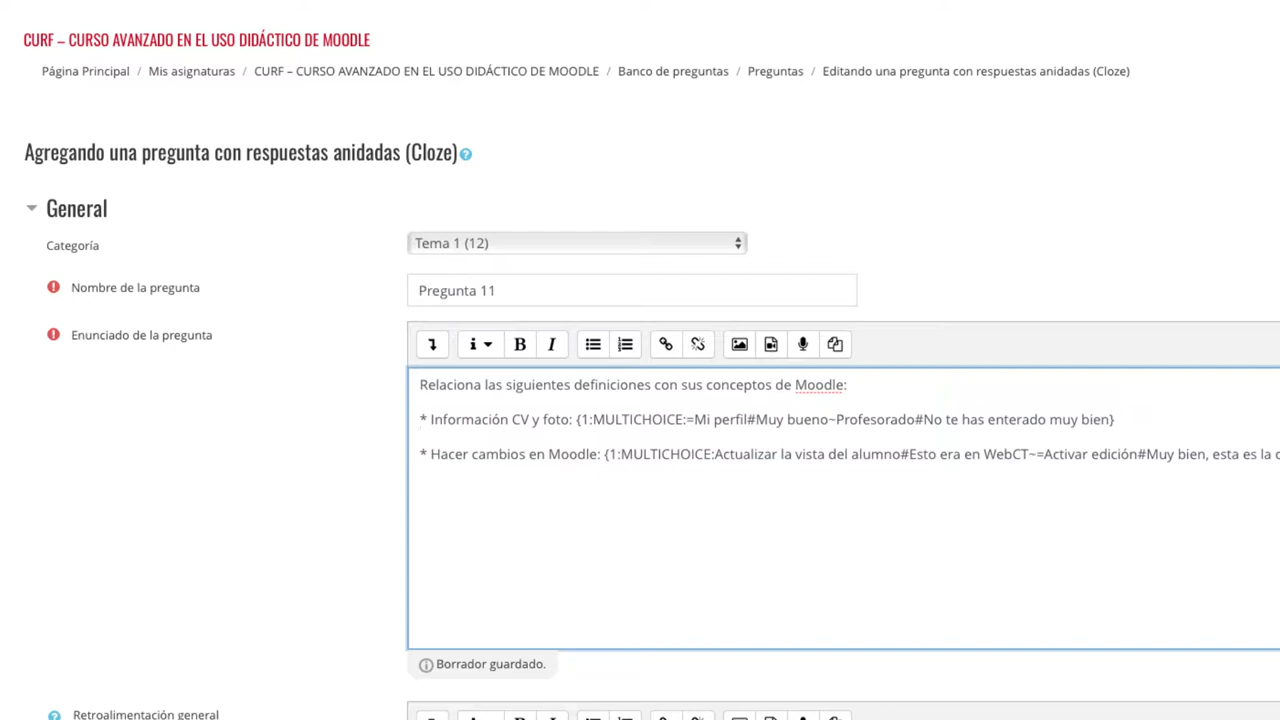 CURF – CURSO AVANZADO EN EL USO DIDÁCTICO DE MOODLE
Página Principal / Mis asignaturas / CURF – CURSO AVANZADO EN EL USO DIDÁCTICO DE MOODLE / Banco de preguntas / Preguntas / Editando una pregunta con respuestas anidadas (Cloze)
Agregando una pregunta con respuestas anidadas (Cloze)
General
Categoría
Tema 1 (12)
Nombre de la pregunta
Pregunta 11
Enunciado de la pregunta
Relaciona las siguientes definiciones con sus conceptos de Moodle:
* Información CV y foto: {1:MULTICHOICE:=Mi perfil#Muy bueno~Profesorado#No te has enterado muy bien}
* Hacer cambios en Moodle: {1:MULTICHOICE:Actualizar la vista del alumno#Esto era en WebCT~=Activar edición#Muy bien, esta es la
Borrador guardado.
Retroalimentación general